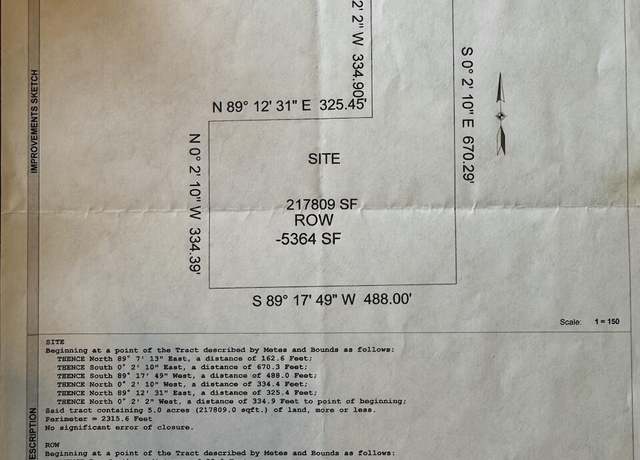 2' 2" W 334.90'
N 89° 12' 31" E 325.45'
S 0° 2' 10" E 670.29'
IMPROVEMENTS SKETCH
N 0° 2' 10" W 334.39'
SITE
217809 SF
ROW
-5364 SF
S 89° 17' 49" W 488.00'
Scale: 1 = 150
SITE
Beginning at a point of the Tract described by Metes and Bounds as follows:
THENCE North 89° 7' 13" East, a distance of 162.6 Feet;
THENCE South 0° 2' 10" East, a distance of 670.3 Feet;
THENCE South 89° 17' 49" West, a distance of 488.0 Feet;
THENCE North 0° 2' 10" West, a distance of 334.4 Feet;
THENCE North 89° 12' 31" East, a distance of 325.4 Feet;
THENCE North 0° 2' 2" West, a distance of 334.9 Feet to point of beginning;
Said tract containing 5.0 acres (217809.0 sqft.) of land, more or less.
Perimeter = 2315.6 Feet
No significant error of closure.
ROW
Beginning at a point of the Tract described by Metes and Bounds as follows:
ESCRIPTION